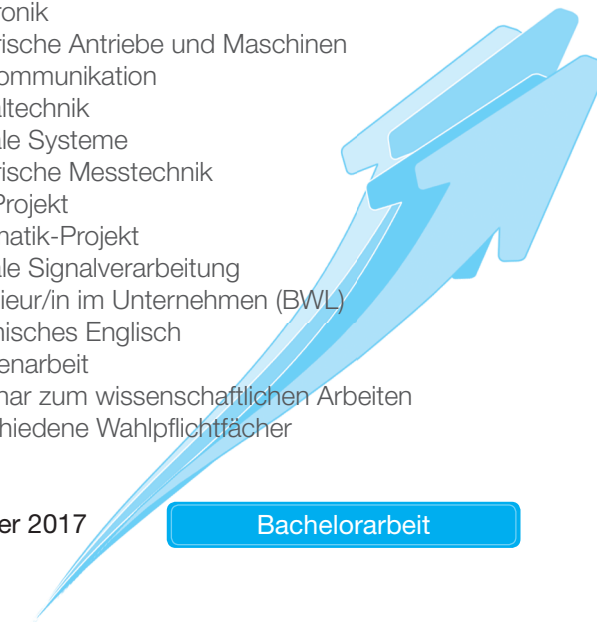 ronik
rische Antriebe und Maschinen
ommunikation
ltechnik
le Systeme
rische Messtechnik
Projekt
matik-Projekt
le Signalverarbeitung
ieur/in im Unternehmen (BWL)
nisches Englisch
enarbeit
nar zum wissenschaftlichen Arbeiten
hiedene Wahlpflichtfächer
er 2017
Bachelorarbeit